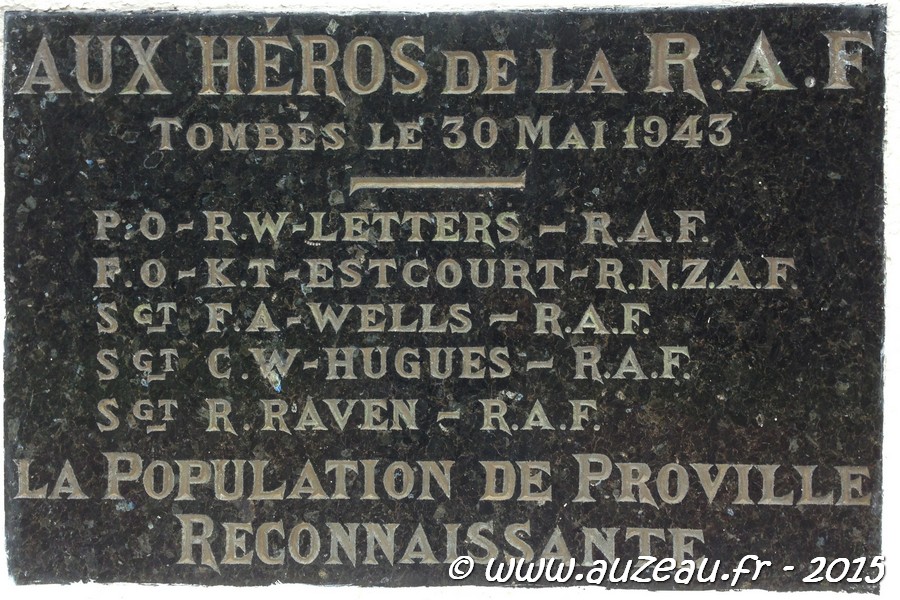 AUX HÉROS DE LA R.A.F
TOMBES LE 30 MAI 1943
P.O - R.W - LETTERS - R.A.F.
F.O - K.T - ESTCOURT - R.N.Z.A.F.
SGT F.A - WELLS - R.A.F.
SGT C.W - HUGUES - R.A.F.
SGT R. RAVEN - R.A.F.
LA POPULATION DE PROVILLE
RECONNAISSANTE
© www.auzeau.fr - 2015